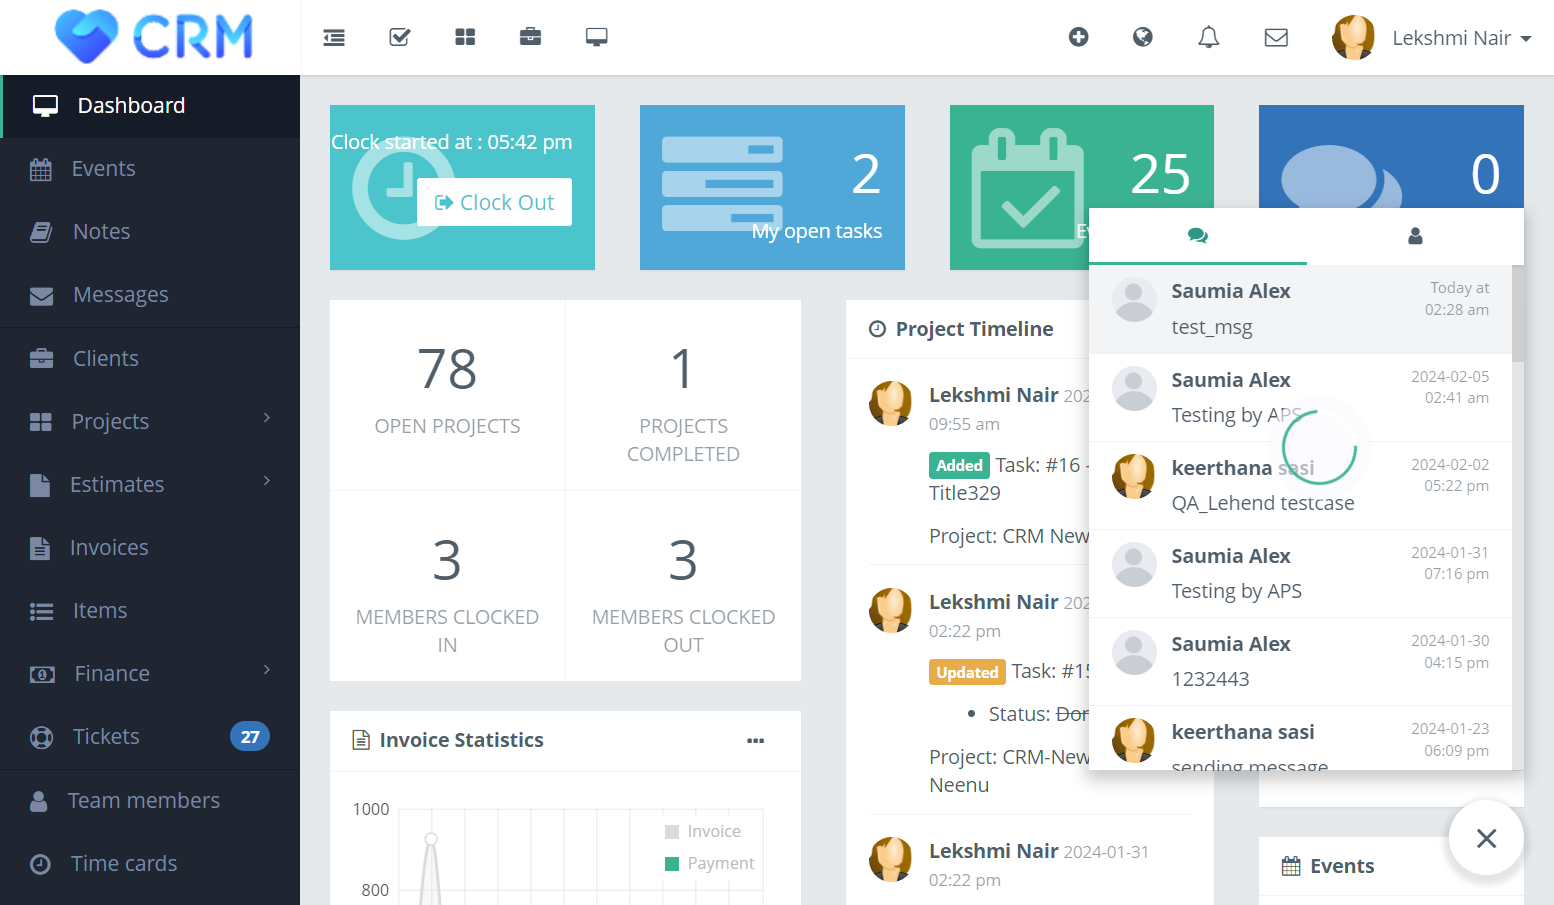 CRM
Lekshmi Nair
Dashboard
Events
Notes
Messages
Clients
Projects
Estimates
Invoices
Items
Finance
Tickets
27
Team members
Time cards
Clock started at : 05:42 pm
Clock Out
2
My open tasks
25
0
78
OPEN PROJECTS
1
PROJECTS
COMPLETED
3
MEMBERS CLOCKED
IN
3
MEMBERS CLOCKED
OUT
Invoice Statistics
1000
800
Invoice
Payment
Project Timeline
Lekshmi Nair 202
09:55 am
Added Task: #16 -
Title329
Project: CRM New
Lekshmi Nair 202
02:22 pm
Updated Task: #15
Status: Don
Project: CRM-New
Neenu
Lekshmi Nair 2024-01-31
02:22 pm
Saumia Alex
Today at
02:28 am
test_msg
Saumia Alex
2024-02-05
02:41 am
Testing by APS
keerthana sasi
2024-02-02
05:22 pm
QA_Lehend testcase
Saumia Alex
2024-01-31
07:16 pm
Testing by APS
Saumia Alex
2024-01-30
04:15 pm
1232443
keerthana sasi
2024-01-23
06:09 pm
sending message
Events